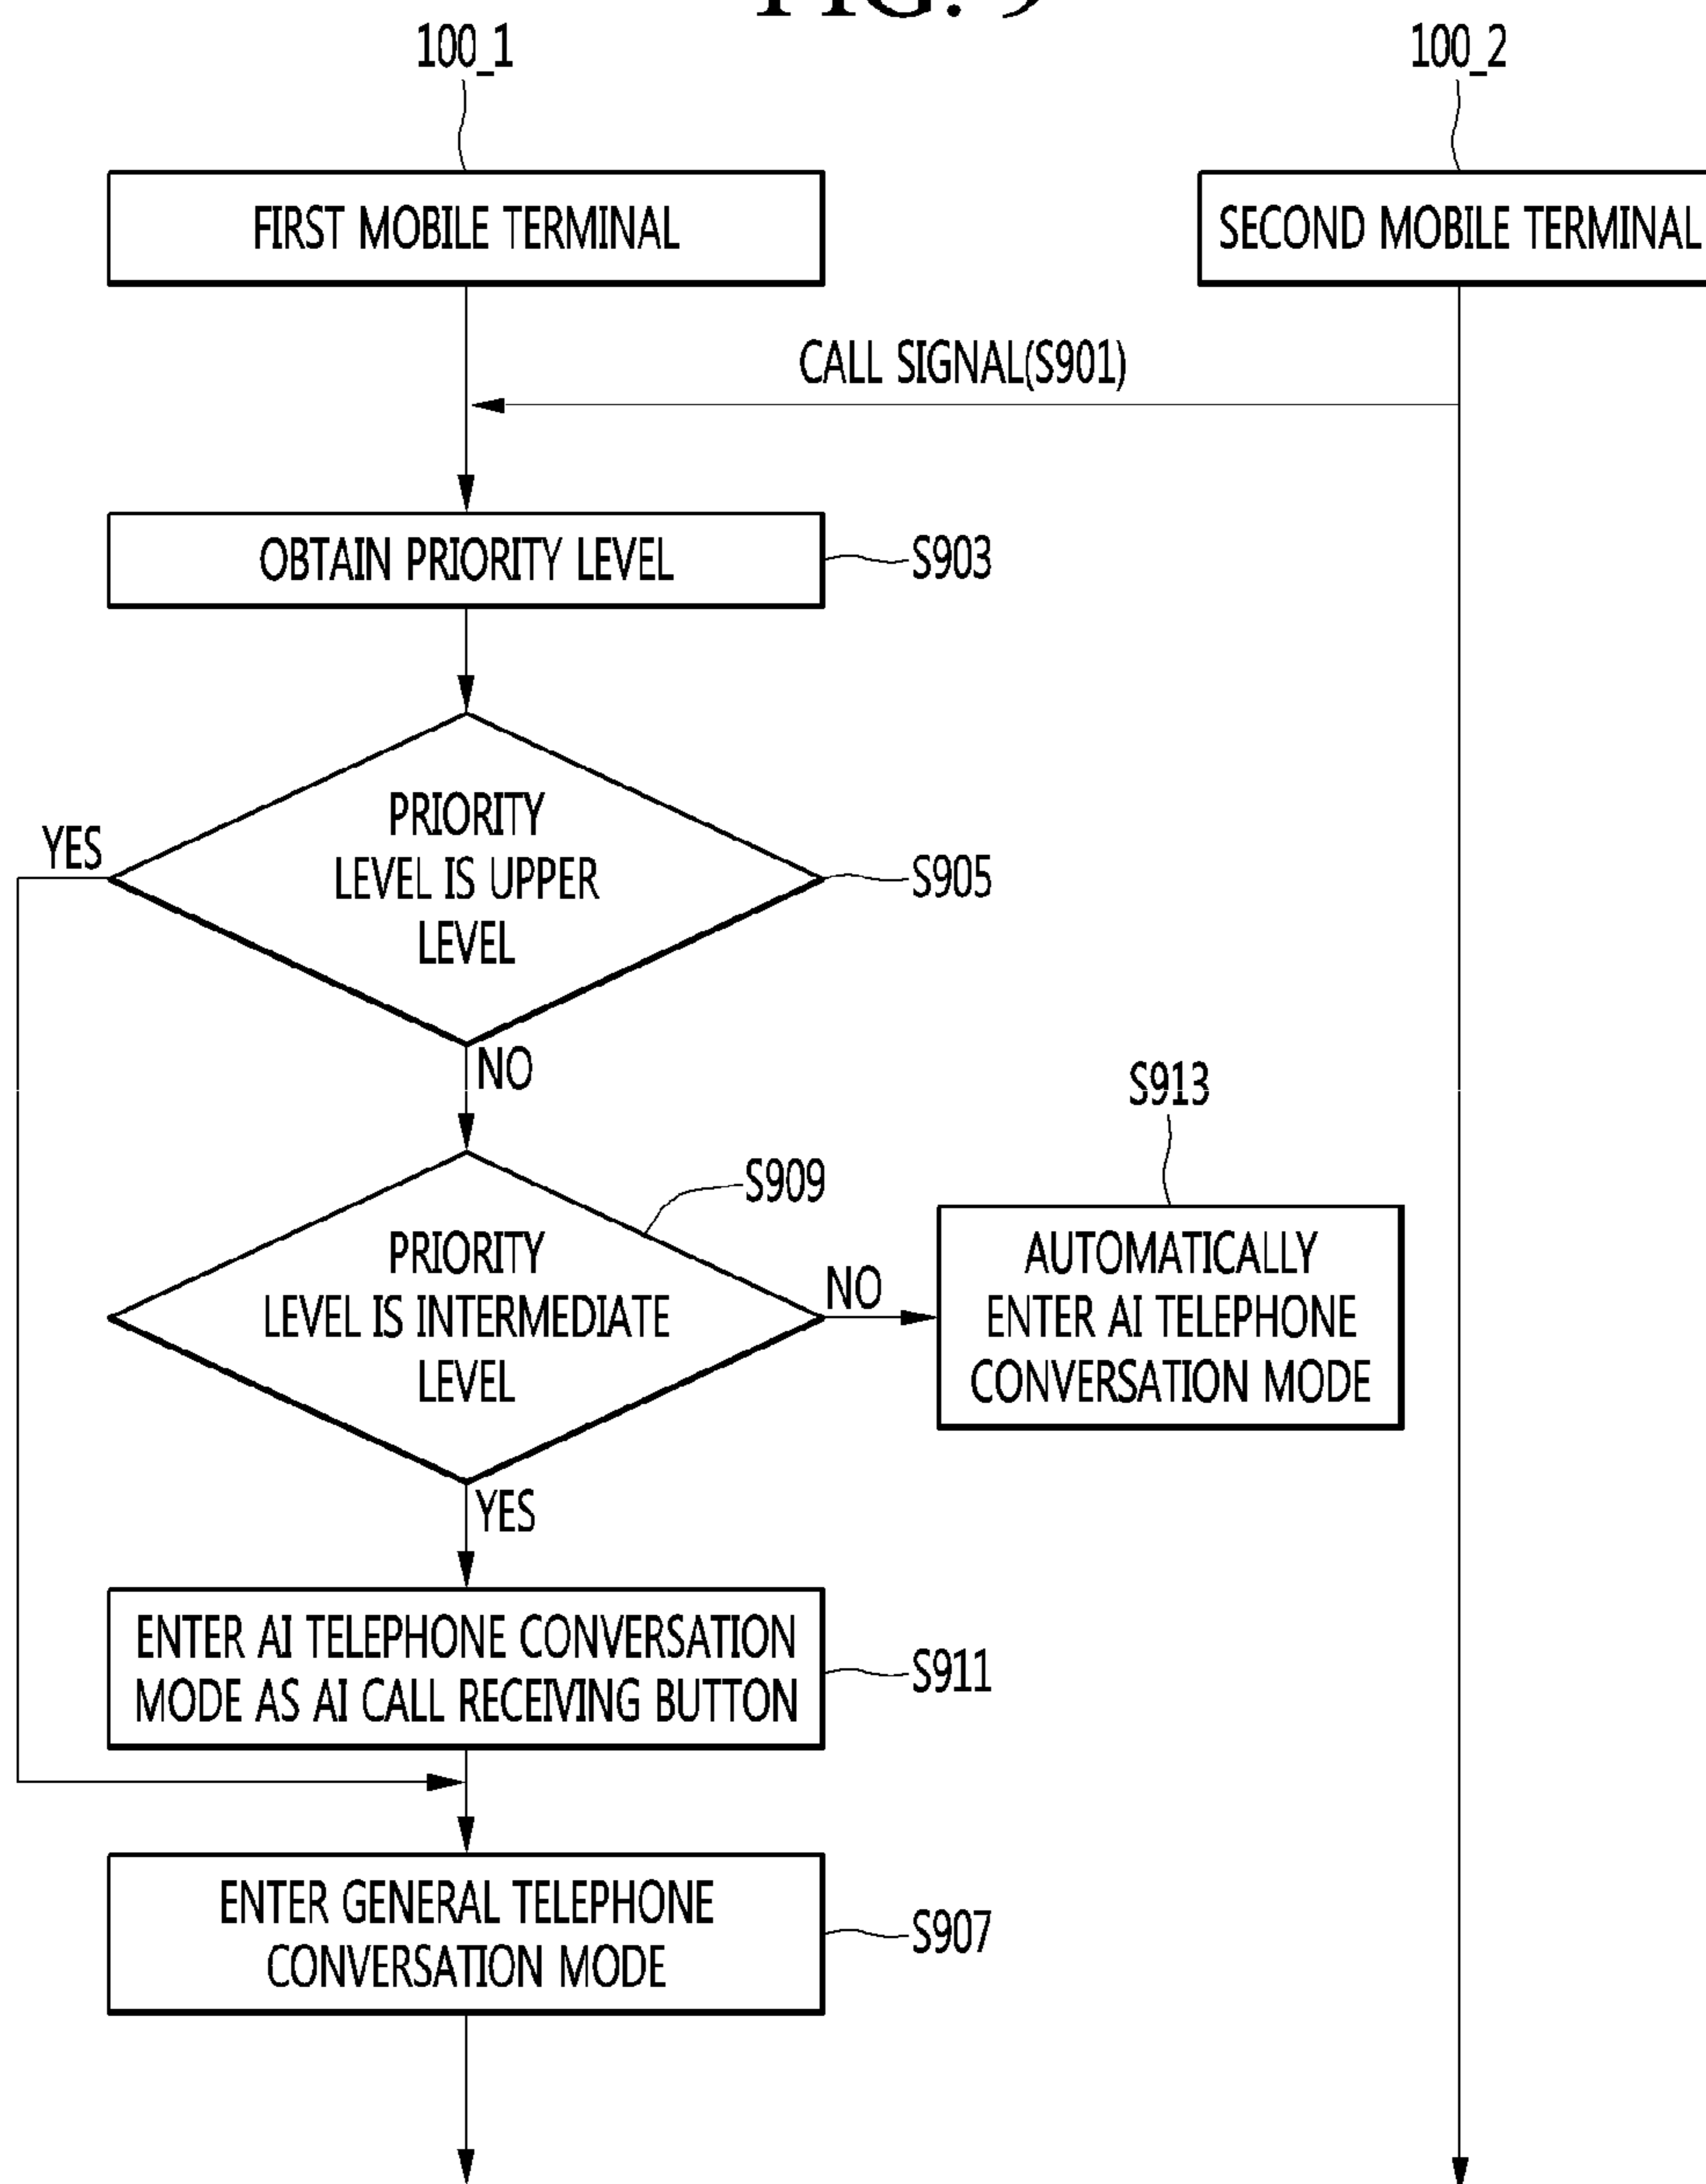 FIG. 9
100_1
100_2
FIRST MOBILE TERMINAL
SECOND MOBILE TERMINAL
CALL SIGNAL(S901)
OBTAIN PRIORITY LEVEL
S903
PRIORITY
LEVEL IS UPPER
LEVEL
YES
S905
NO
S913
S909
PRIORITY
LEVEL IS INTERMEDIATE
LEVEL
NO
AUTOMATICALLY
ENTER AI TELEPHONE
CONVERSATION MODE
YES
ENTER AI TELEPHONE CONVERSATION
MODE AS AI CALL RECEIVING BUTTON
S911
ENTER GENERAL TELEPHONE
CONVERSATION MODE
S907